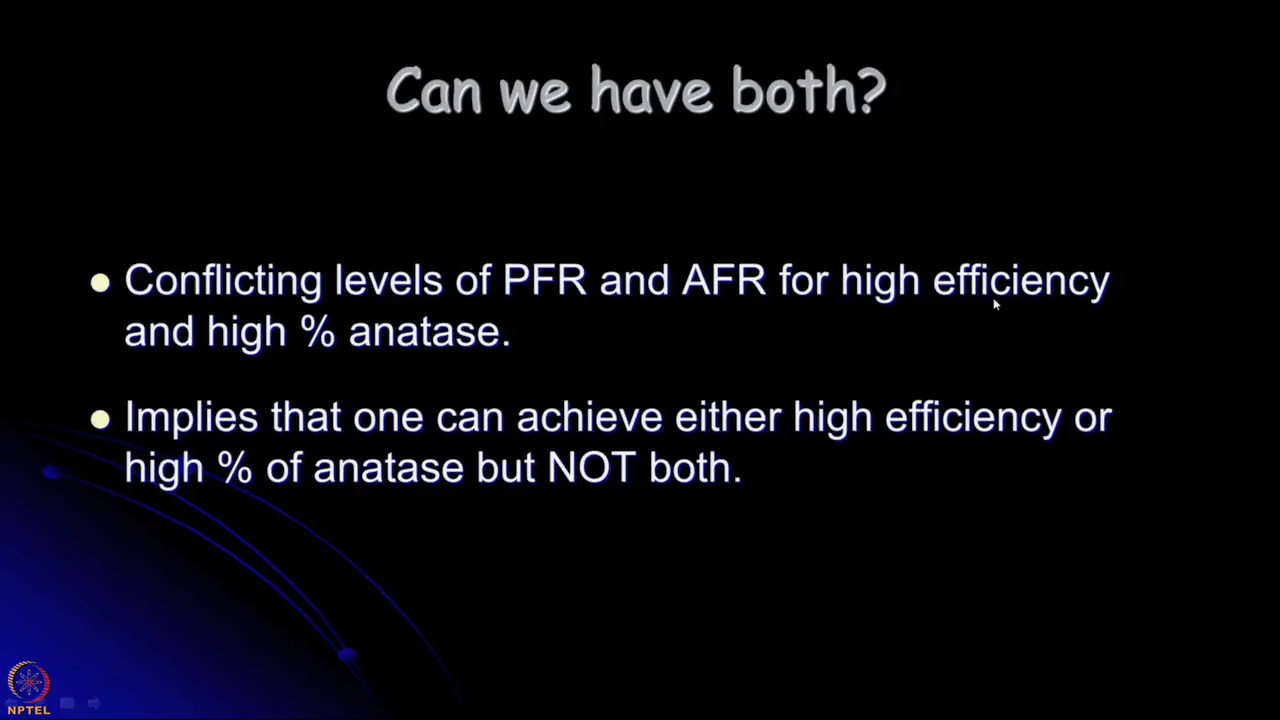 Can we have both?
Conflicting levels of PFR and AFR for high efficiency
and high % anatase.
Implies that one can achieve either high efficiency or
high % of anatase but NOT both.
NPTEL